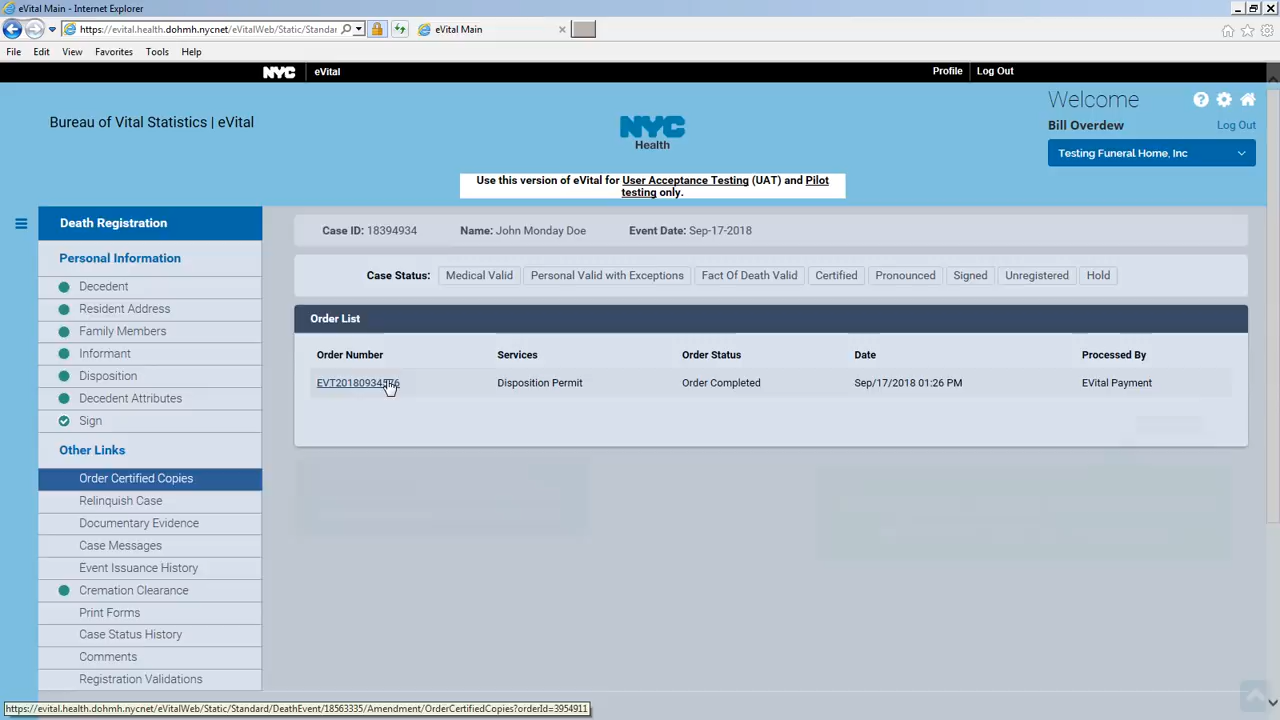 eVital Main - Internet Explorer
https://evital.health.dohmh.nycnet/eVitalWeb/Static/Standar
eVital Main
File Edit View Favorites Tools Help
NYC eVital Profile Log Out
Bureau of Vital Statistics | eVital
NYC
Health
Welcome
Bill Overdew Log Out
Testing Funeral Home, Inc
Use this version of eVital for User Acceptance Testing (UAT) and Pilot
testing only.
Death Registration
Personal Information
Decedent
Resident Address
Family Members
Informant
Disposition
Decedent Attributes
Sign
Other Links
Order Certified Copies
Relinquish Case
Documentary Evidence
Case Messages
Event Issuance History
Cremation Clearance
Print Forms
Case Status History
Comments
Registration Validations
Case ID: 18394934 Name: John Monday Doe Event Date: Sep-17-2018
Case Status: Medical Valid Personal Valid with Exceptions Fact Of Death Valid Certified Pronounced Signed Unregistered Hold
Order List
Order Number Services Order Status Date Processed By
Disposition Permit Order Completed Sep/17/2018 01:26 PM EVital Payment
https://evital.health.dohmh.nycnet/eVitalWeb/Static/Standard/DeathEvent/18563335/Amendment/OrderCertifiedCopies?orderId=3954911